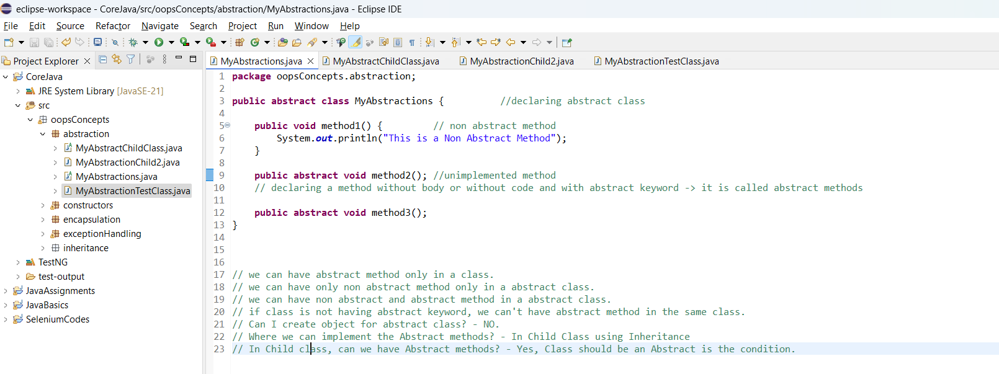 eclipse-workspace - CoreJava/src/oopsConcepts/abstraction/MyAbstractions.java - Eclipse IDE
File Edit Source Refactor Navigate Search Project Run Window Help
Project Explorer
CoreJava
JRE System Library [JavaSE-21]
src
oopsConcepts
abstraction
MyAbstractChildClass.java
MyAbstractionChild2.java
MyAbstractions.java
MyAbstractionTestClass.java
constructors
encapsulation
exceptionHandling
inheritance
TestNG
test-output
JavaAssignments
JavaBasics
SeleniumCodes
MyAbstractions.java MyAbstractChildClass.java MyAbstractionChild2.java MyAbstractionTestClass.java
1 package oopsConcepts.abstraction;
2
3 public abstract class MyAbstractions { //declaring abstract class
4
5 public void method1() { // non abstract method
6 System.out.println("This is a Non Abstract Method");
7 }
8
9 public abstract void method2(); //unimplemented method
10 // declaring a method without body or without code and with abstract keyword -> it is called abstract methods
11
12 public abstract void method3();
13 }
14
15
16
17 // we can have abstract method only in a class.
18 // we can have only non abstract method only in a abstract class.
19 // we can have non abstract and abstract method in a abstract class.
20 // if class is not having abstract keyword, we can't have abstract method in the same class.
21 // Can I create object for abstract class? - NO.
22 // Where we can implement the Abstract methods? - In Child Class using Inheritance
23 // In Child class, can we have Abstract methods? - Yes, Class should be an Abstract is the condition.